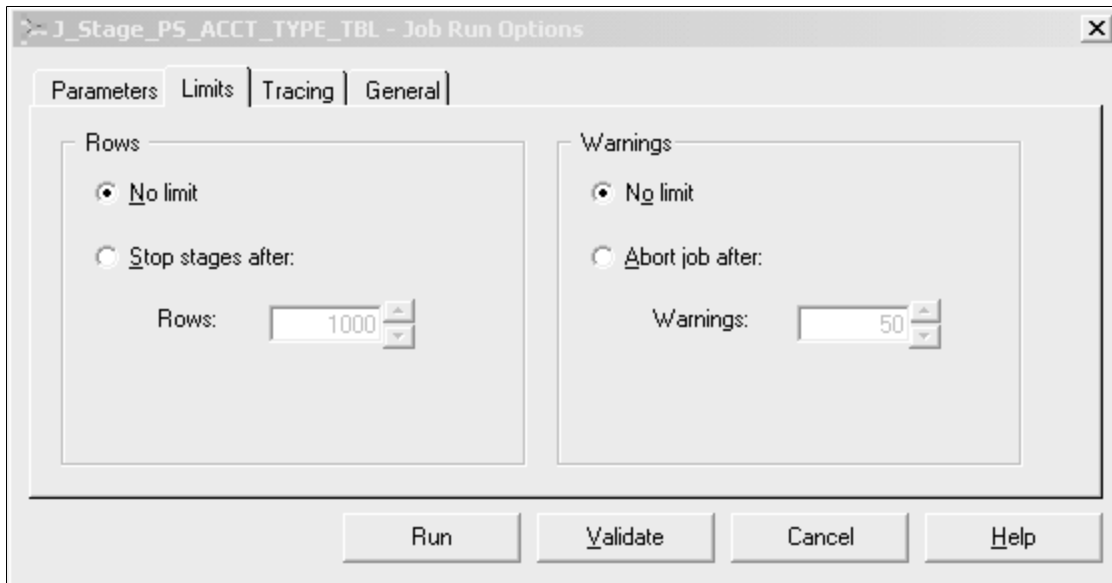 J_Stage_PS_ACCT_TYPE_TBL - Job Run Options
Parameters Limits Tracing General
Rows Warnings
No limit No limit
Stop stages after: Abort job after:
Rows: 1000 Warnings: 50
Run Validate Cancel Help